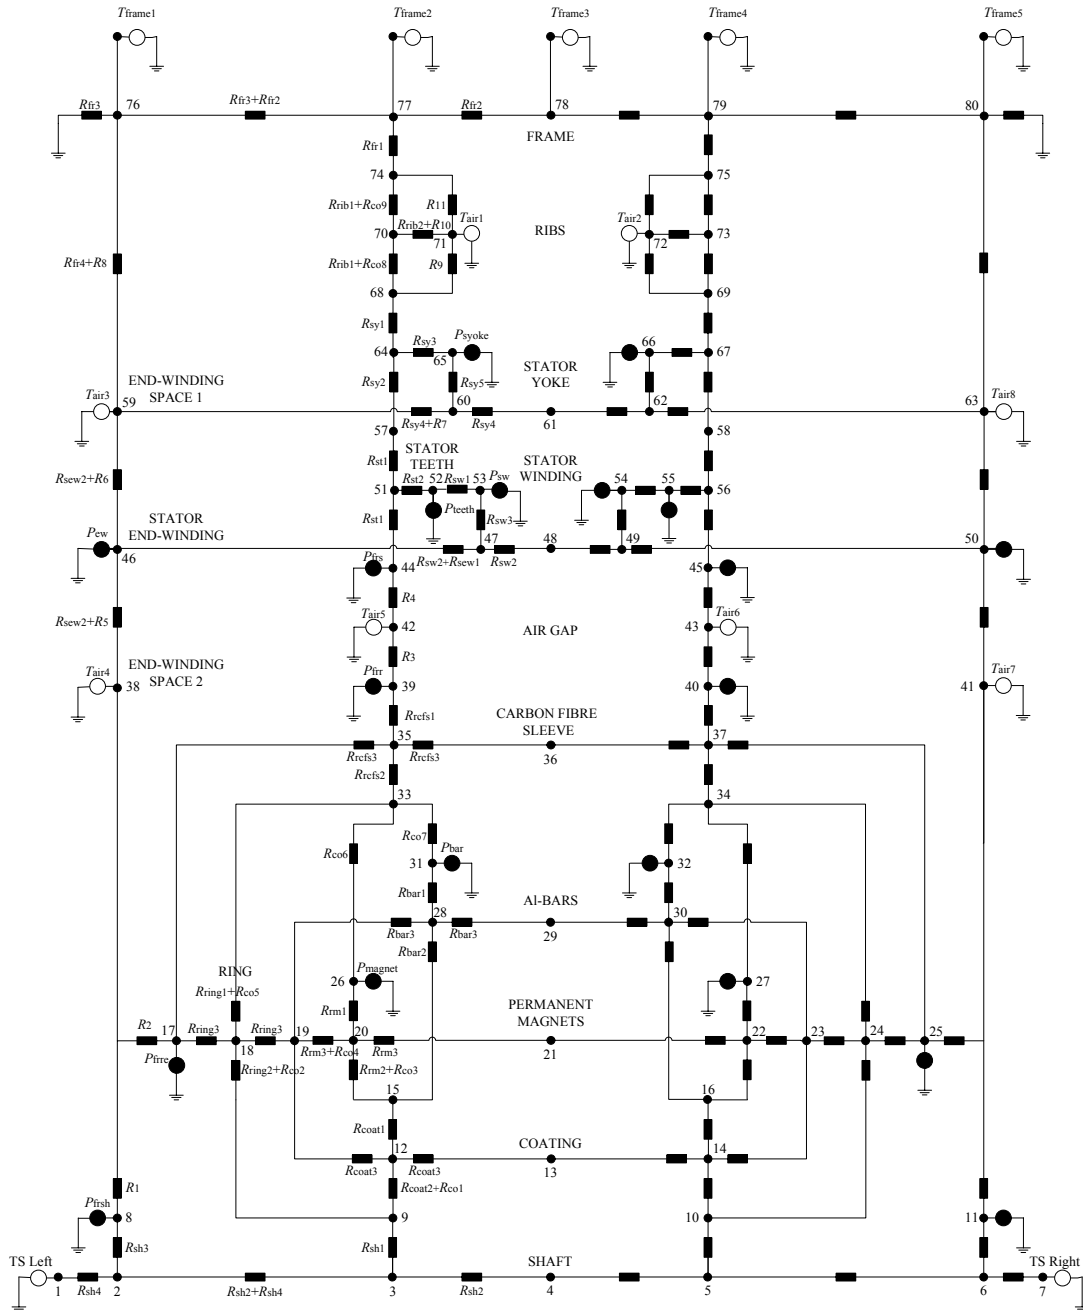 Tframe1 Tframe2 Tframe3 Tframe4 Tframe5
Rfr3 76 Rfr3+Rfr2 77 Rfr2 78 79 80
FRAME
Rfr1
74 75
Rrib1+Rco9 R11 Tair1 Tair2
Rrib2+R10
70 71 RIBS 72 73
Rfr4+R8 Rrib1+Rco8 R9
68 69
Rsy1
Rsy3 Psyoke 66
64 65 67
STATOR
YOKE
Rsy2 Rsy5
END-WINDING
SPACE 1
Tair3 59 60 62 63 Tair8
Rsy4+R7 Rsy4 61
57 58
STATOR
TEETH
STATOR
WINDING
Rst1
Rst2 52 Rsw1 53 Psw 54 55
51 56
Rsew2+R6
Pteeth
Rst1 Rsw3
STATOR
END-WINDING
Pew 46 47 48 49 50
Rsw2+Rsew1 Rsw2
Pfrs 44 45
R4
Rsew2+R5
Tair5 42 43 Tair6
AIR GAP
R3
END-WINDING
SPACE 2
Tair4 38 Pfrr 39 40 41 Tair7
Rrcfs1
CARBON FIBRE
SLEEVE
35 37
Rrcfs3 Rrcfs3 36
Rrcfs2
33 34
Rco7
Rco6 Pbar
31 32
Rbar1
Al-BARS
28 30
Rbar3 Rbar3 29
Rbar2
RING
Pmagnet
26 27
Rring1+Rco5
Rrm1
PERMANENT
MAGNETS
R2 17 Rring3 Rring3 19 20 22 23 24 25
18 Rrm3+Rco4 Rrm3 21
Pfrre
Rring2+Rco2 Rrm2+Rco3
15 16
Rcoat1
COATING
12 14
Rcoat3 Rcoat3 13
R1 Rcoat2+Rco1
Pfrsh
8 9 10 11
Rsh3 Rsh1
TS Left SHAFT TS Right
1 Rsh4 2 Rsh2+Rsh4 3 Rsh2 4 5 6 7